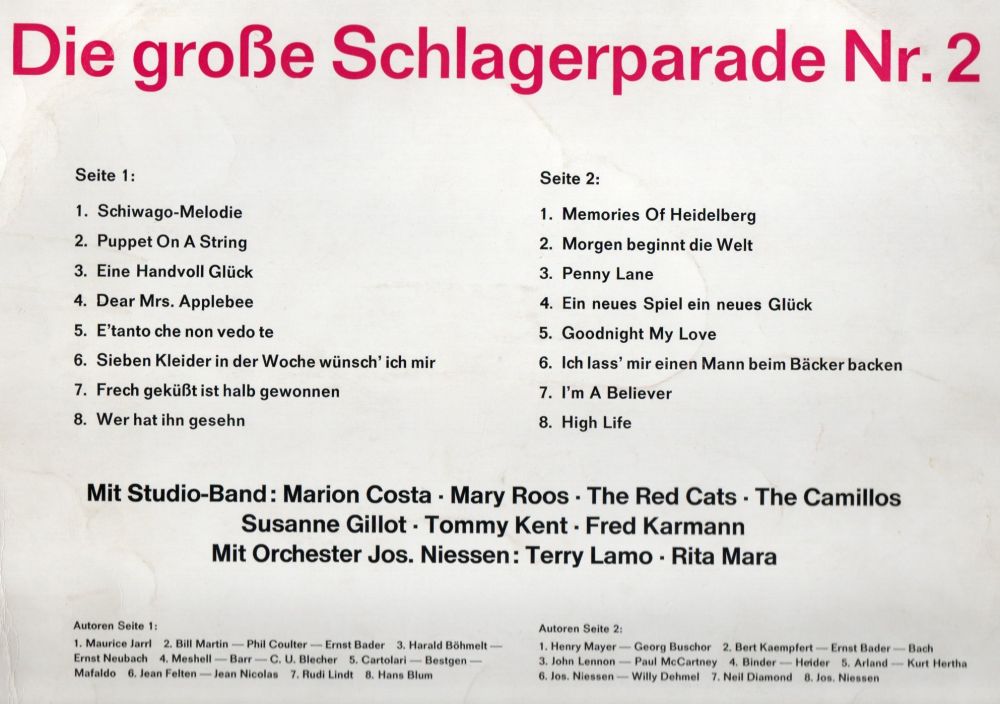 Die große Schlagerparade Nr. 2
Seite 1:
1. Schiwago-Melodie
2. Puppet On A String
3. Eine Handvoll Glück
4. Dear Mrs. Applebee
5. E'tanto che non vedo te
6. Sieben Kleider in der Woche wünsch' ich mir
7. Frech geküßt ist halb gewonnen
8. Wer hat ihn gesehn
Seite 2:
1. Memories Of Heidelberg
2. Morgen beginnt die Welt
3. Penny Lane
4. Ein neues Spiel ein neues Glück
5. Goodnight My Love
6. Ich lass' mir einen Mann beim Bäcker backen
7. I'm A Believer
8. High Life
Mit Studio-Band: Marion Costa · Mary Roos · The Red Cats · The Camillos
Susanne Gillot · Tommy Kent · Fred Karmann
Mit Orchester Jos. Niessen: Terry Lamo · Rita Mara
Autoren Seite 1:
1. Maurice Jarrl 2. Bill Martin — Phil Coulter — Ernst Bader 3. Harald Böhmelt —
Ernst Neubach 4. Meshell — Barr — C. U. Blecher 5. Cartolari — Bestgen —
Mafaldo 6. Jean Felten — Jean Nicolas 7. Rudi Lindt 8. Hans Blum
Autoren Seite 2:
1. Henry Mayer — Georg Buschor 2. Bert Kaempfert — Ernst Bader — Bach
3. John Lennon — Paul McCartney 4. Binder — Heider 5. Arland — Kurt Hertha
6. Jos. Niessen — Willy Dehmel 7. Neil Diamond 8. Jos. Niessen